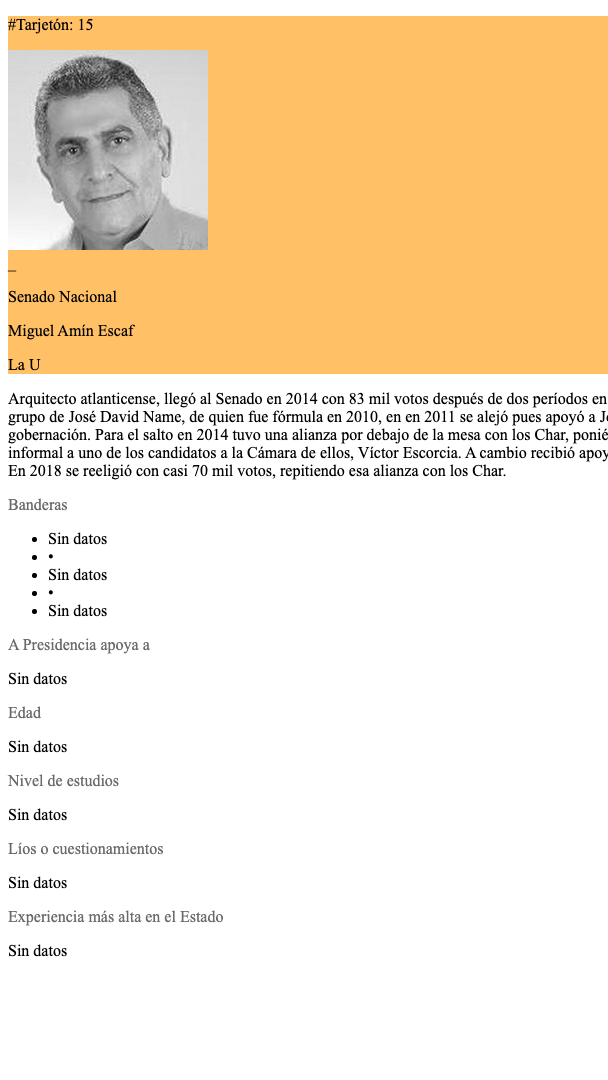 #Tarjetón: 15
_
Senado Nacional
Miguel Amín Escaf
La U
Arquitecto atlanticense, llegó al Senado en 2014 con 83 mil votos después de dos períodos en
grupo de José David Name, de quien fue fórmula en 2010, en en 2011 se alejó pues apoyó a
gobernación. Para el salto en 2014 tuvo una alianza por debajo de la mesa con los Char,
informal a uno de los candidatos a la Cámara de ellos, Víctor Escorcia. A cambio recibió
En 2018 se reeligió con casi 70 mil votos, repitiendo esa alianza con los Char.
Banderas
• Sin datos
• •
• Sin datos
• •
• Sin datos
A Presidencia apoya a
Sin datos
Edad
Sin datos
Nivel de estudios
Sin datos
Líos o cuestionamientos
Sin datos
Experiencia más alta en el Estado
Sin datos